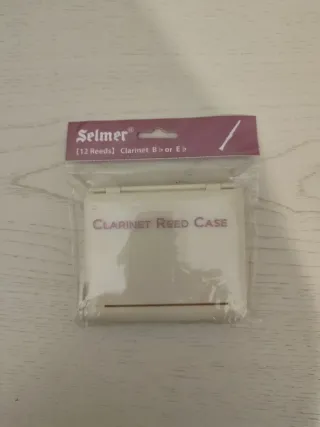 Selmer®
【12 Reeds】 Clarinet B♭ or E♭
CLARINET REED CASE